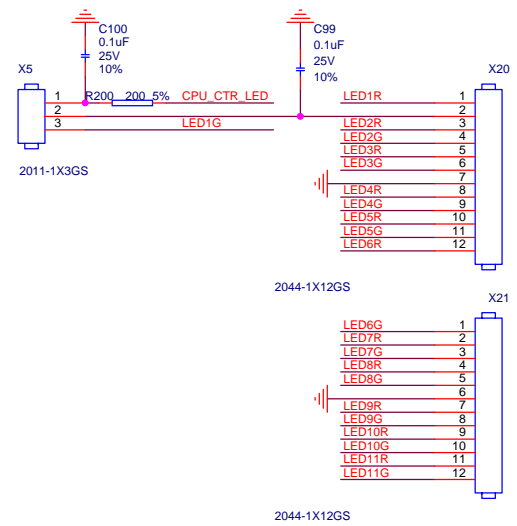 C100
0.1uF
25V
10%
C99
0.1uF
25V
10%
X5
X20
1 R200 200 5% CPU_CTR_LED
2
3 LED1G
2011-1X3GS
LED1R 1
2
LED2R 3
LED2G 4
LED3R 5
LED3G 6
7
LED4R 8
LED4G 9
LED5R 10
LED5G 11
LED6R 12
2044-1X12GS
X21
LED6G 1
LED7R 2
LED7G 3
LED8R 4
LED8G 5
6
LED9R 7
LED9G 8
LED10R 9
LED10G 10
LED11R 11
LED11G 12
2044-1X12GS